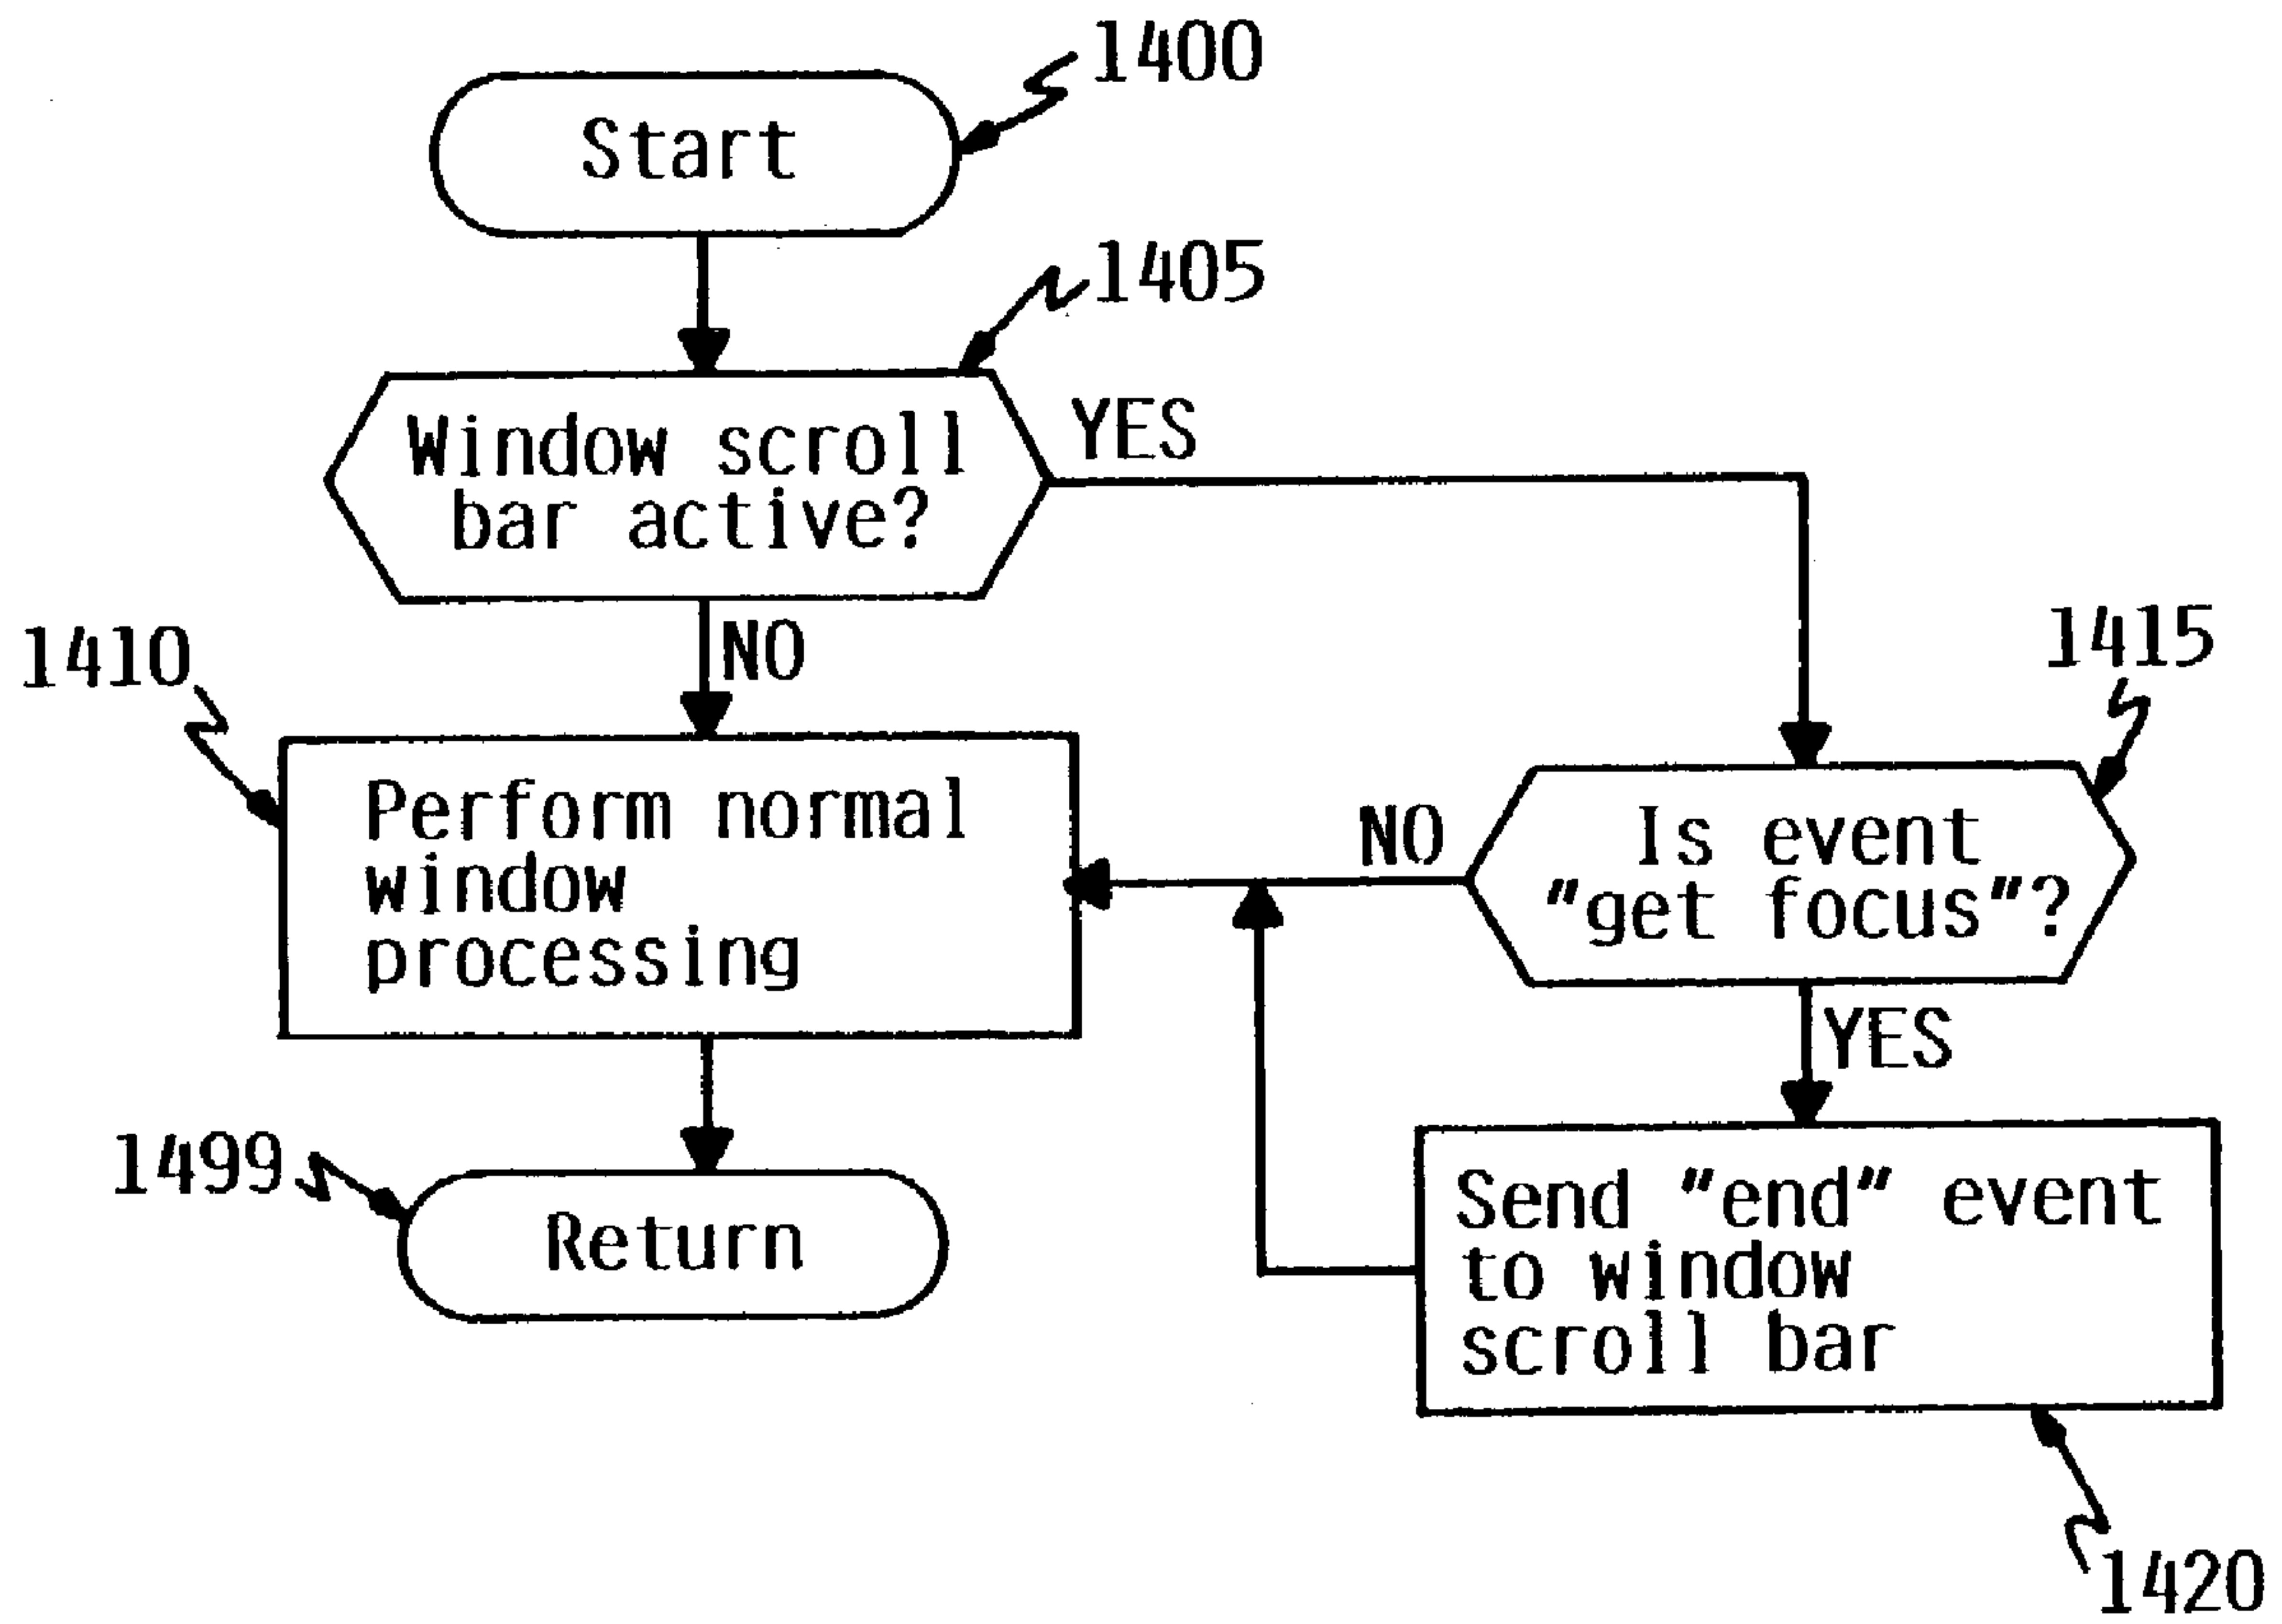 1400
Start
1405
Window scroll
bar active?
YES
NO
1410
1415
Perform normal
window
processing
NO
Is event
"get focus"?
YES
1499
Return
Send "end" event
to window
scroll bar
1420